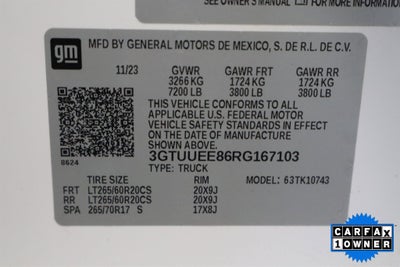 SEE OWNER'S MANUAL
gm
MFD BY GENERAL MOTORS DE MEXICO, S. DE R.L. DE C.V.
11/23 GVWR GAWR FRT GAWR RR
3266 KG 1724 KG 1724 KG
7200 LB 3800 LB 3800 LB
THIS VEHICLE CONFORMS TO ALL
APPLICABLE U.S. FEDERAL MOTOR
VEHICLE SAFETY STANDARDS IN
EFFECT ON THE DATE OF MANUFACTURE
SHOWN ABOVE.
8624
3GTUUEE86RG167103
TYPE: TRUCK
TIRE SIZE RIM MODEL: 63TK10743
FRT LT265/60R20CS 20X9J
RR LT265/60R20CS 20X9J
SPA 265/70R17 S 17X8J
CARFAX
1 OWNER